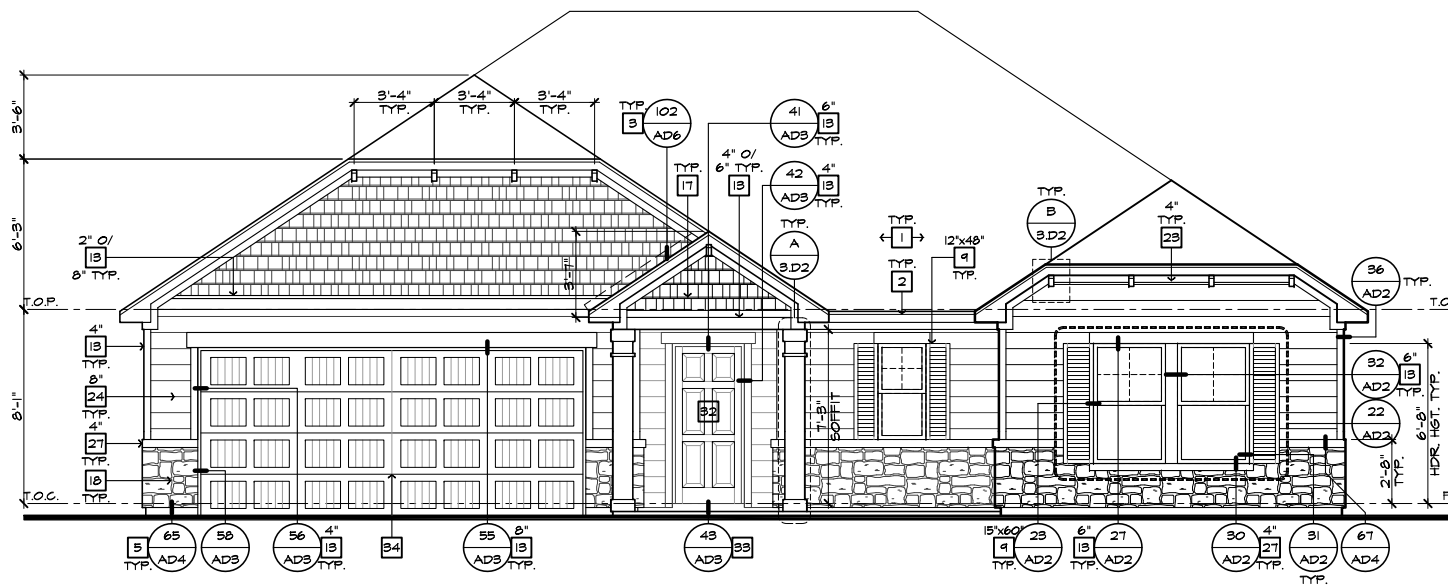 3'-6"
6'-3"
8'-1"
3'-4"
TYP.
3'-4"
TYP.
3'-4"
TYP.
TYP.
3
102
AD6
41
AD3
6"
13
TYP.
42
AD3
4"
13
TYP.
TYP.
17
4" O/
6" TYP.
13
TYP.
A
3.D2
TYP.
1
TYP.
2
12"x48"
9
TYP.
TYP.
B
3.D2
4"
TYP.
23
36
AD2
TYP.
2" O/
13
8" TYP.
3'-7"
T.O.P.
T.O
4"
13
TYP.
8"
24
TYP.
4"
27
TYP.
18
TYP.
T.O.C.
32
7'-3"
SOFFIT
32
AD2
6"
13
TYP.
22
AD2
6'-8"
HDR. HGT. TYP.
2'-8"
TYP.
5
TYP.
65
AD4
58
AD3
56
AD3
4"
13
TYP.
34
55
AD3
8"
13
TYP.
43
AD3
33
15"x60"
9
TYP.
23
AD2
6"
13
TYP.
27
AD2
30
AD2
4"
27
TYP.
31
AD2
TYP.
67
AD4